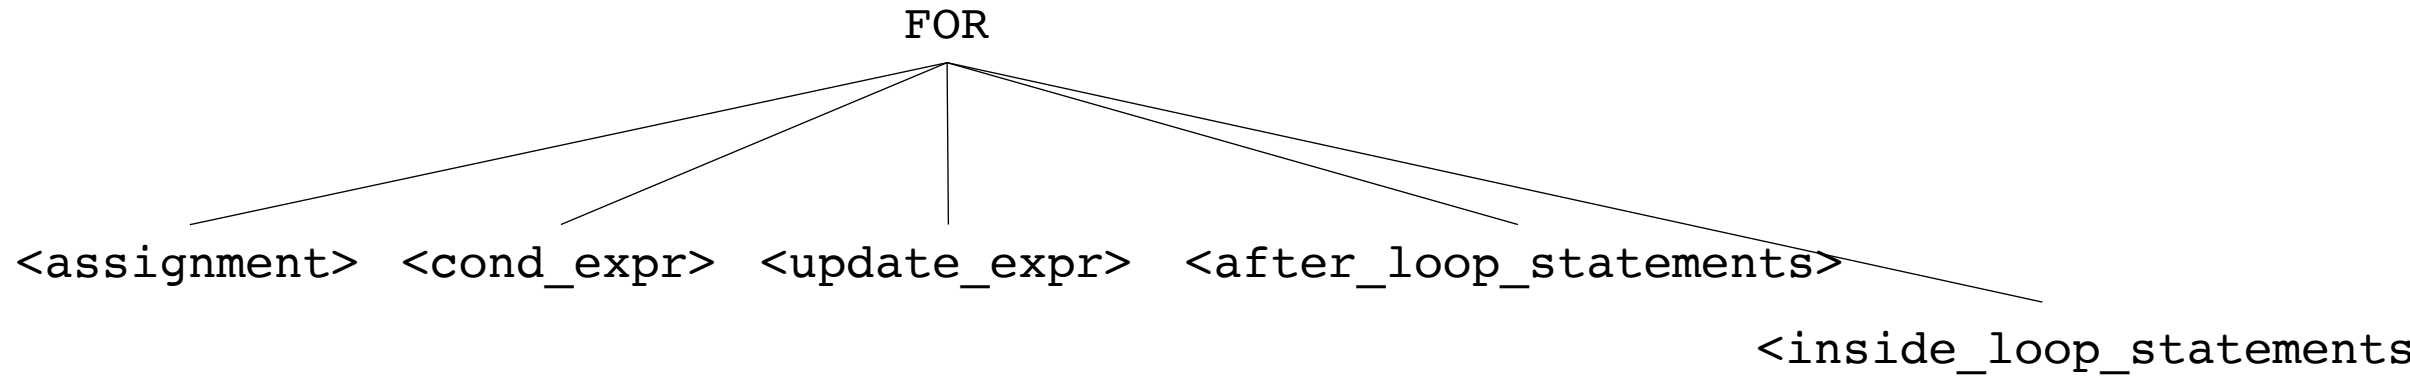 FOR
<assignment> <cond_expr> <update_expr> <after_loop_statements>
<inside_loop_statements